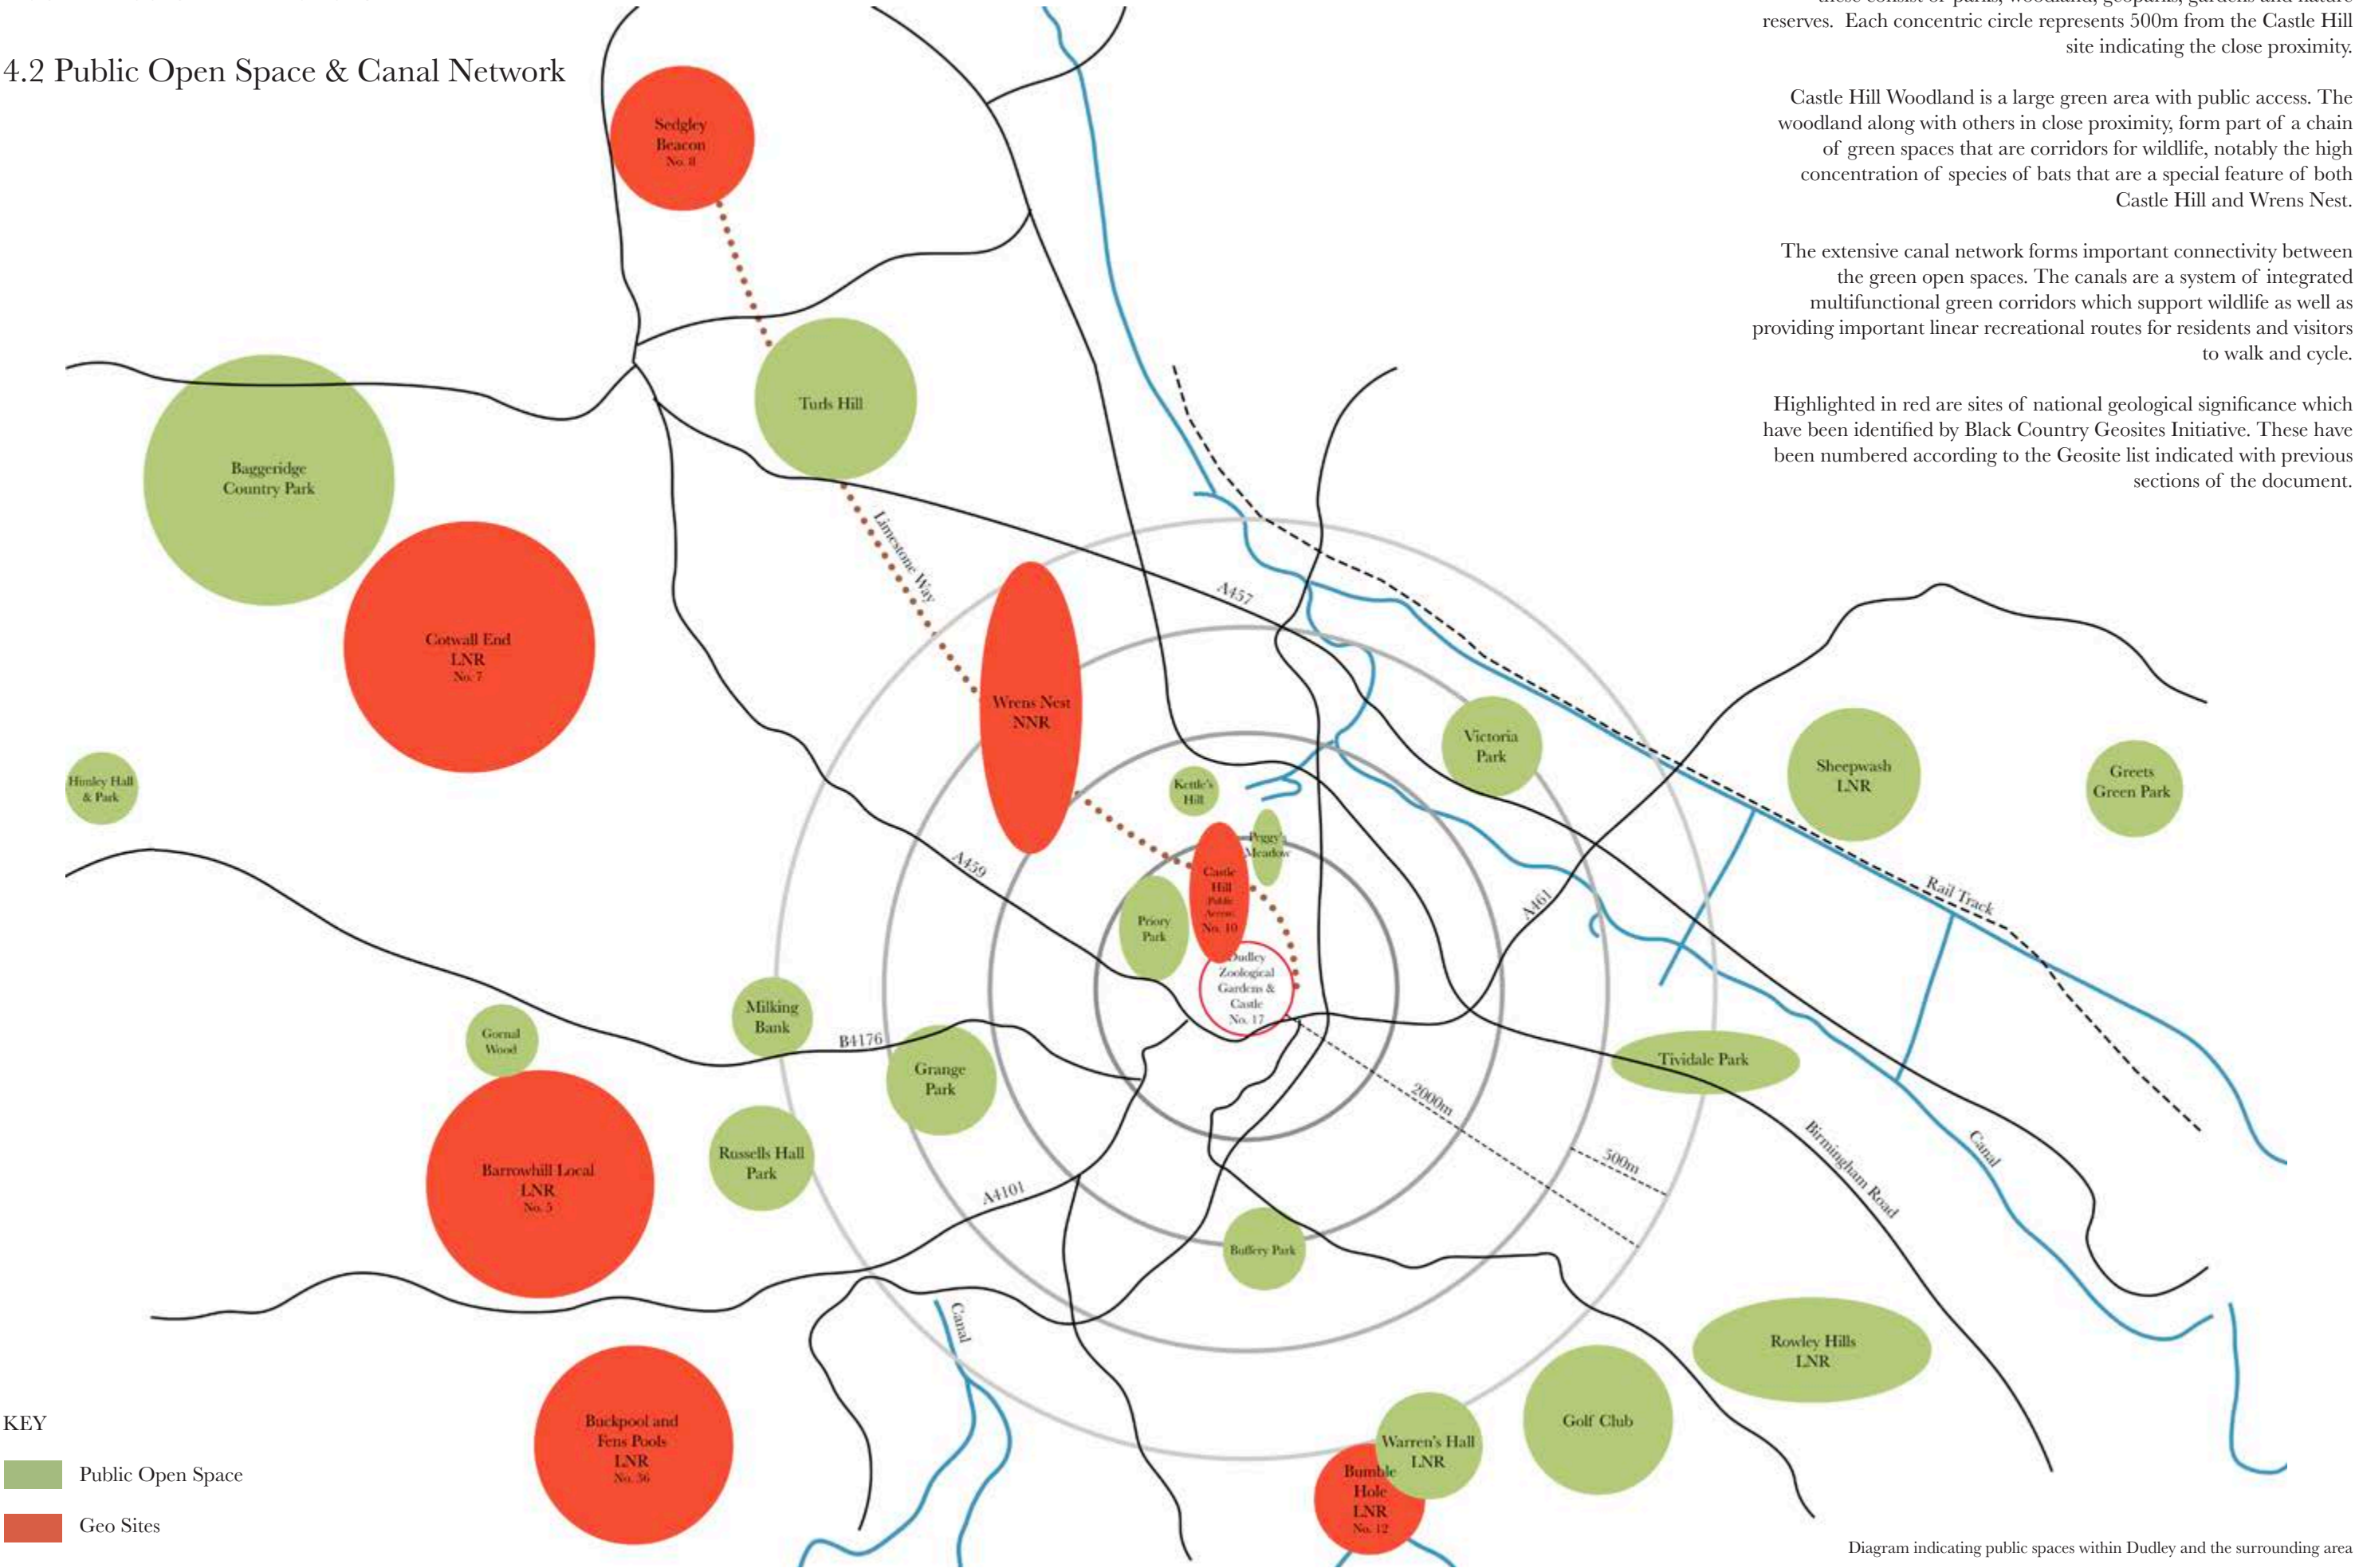 4.2 Public Open Space & Canal Network
these consist of parks, woodland, geoparks, gardens and nature
reserves. Each concentric circle represents 500m from the Castle Hill
site indicating the close proximity.
Castle Hill Woodland is a large green area with public access. The
woodland along with others in close proximity, form part of a chain
of green spaces that are corridors for wildlife, notably the high
concentration of species of bats that are a special feature of both
Castle Hill and Wrens Nest.
The extensive canal network forms important connectivity between
the green open spaces. The canals are a system of integrated
multifunctional green corridors which support wildlife as well as
providing important linear recreational routes for residents and visitors
to walk and cycle.
Highlighted in red are sites of national geological significance which
have been identified by Black Country Geosites Initiative. These have
been numbered according to the Geosite list indicated with previous
sections of the document.
Sedgley
Beacon
No. 8
Turls Hill
Baggeridge
Country Park
Limestone Way
A457
Cotwall End
LNR
No. 7
Wrens Nest
NNR
Victoria
Park
Sheepwash
LNR
Greets
Green Park
Himley Hall
& Park
Kettle's
Hill
Peggy's
Meadow
A459
Castle
Hill
Public
Access
No. 10
Priory
Park
A461
Rail Track
Dudley
Zoological
Gardens &
Castle
No. 17
Milking
Bank
Gornal
Wood
B4176
Grange
Park
Tividale Park
2000m
500m
Birmingham Road
Canal
Russells Hall
Park
Barrowhill Local
LNR
No. 5
A4101
Buffery Park
Canal
Rowley Hills
LNR
Golf Club
Warren's Hall
LNR
Bumble
Hole
LNR
No. 12
Buckpool and
Fens Pools
LNR
No. 36
KEY
Public Open Space
Geo Sites
Diagram indicating public spaces within Dudley and the surrounding area